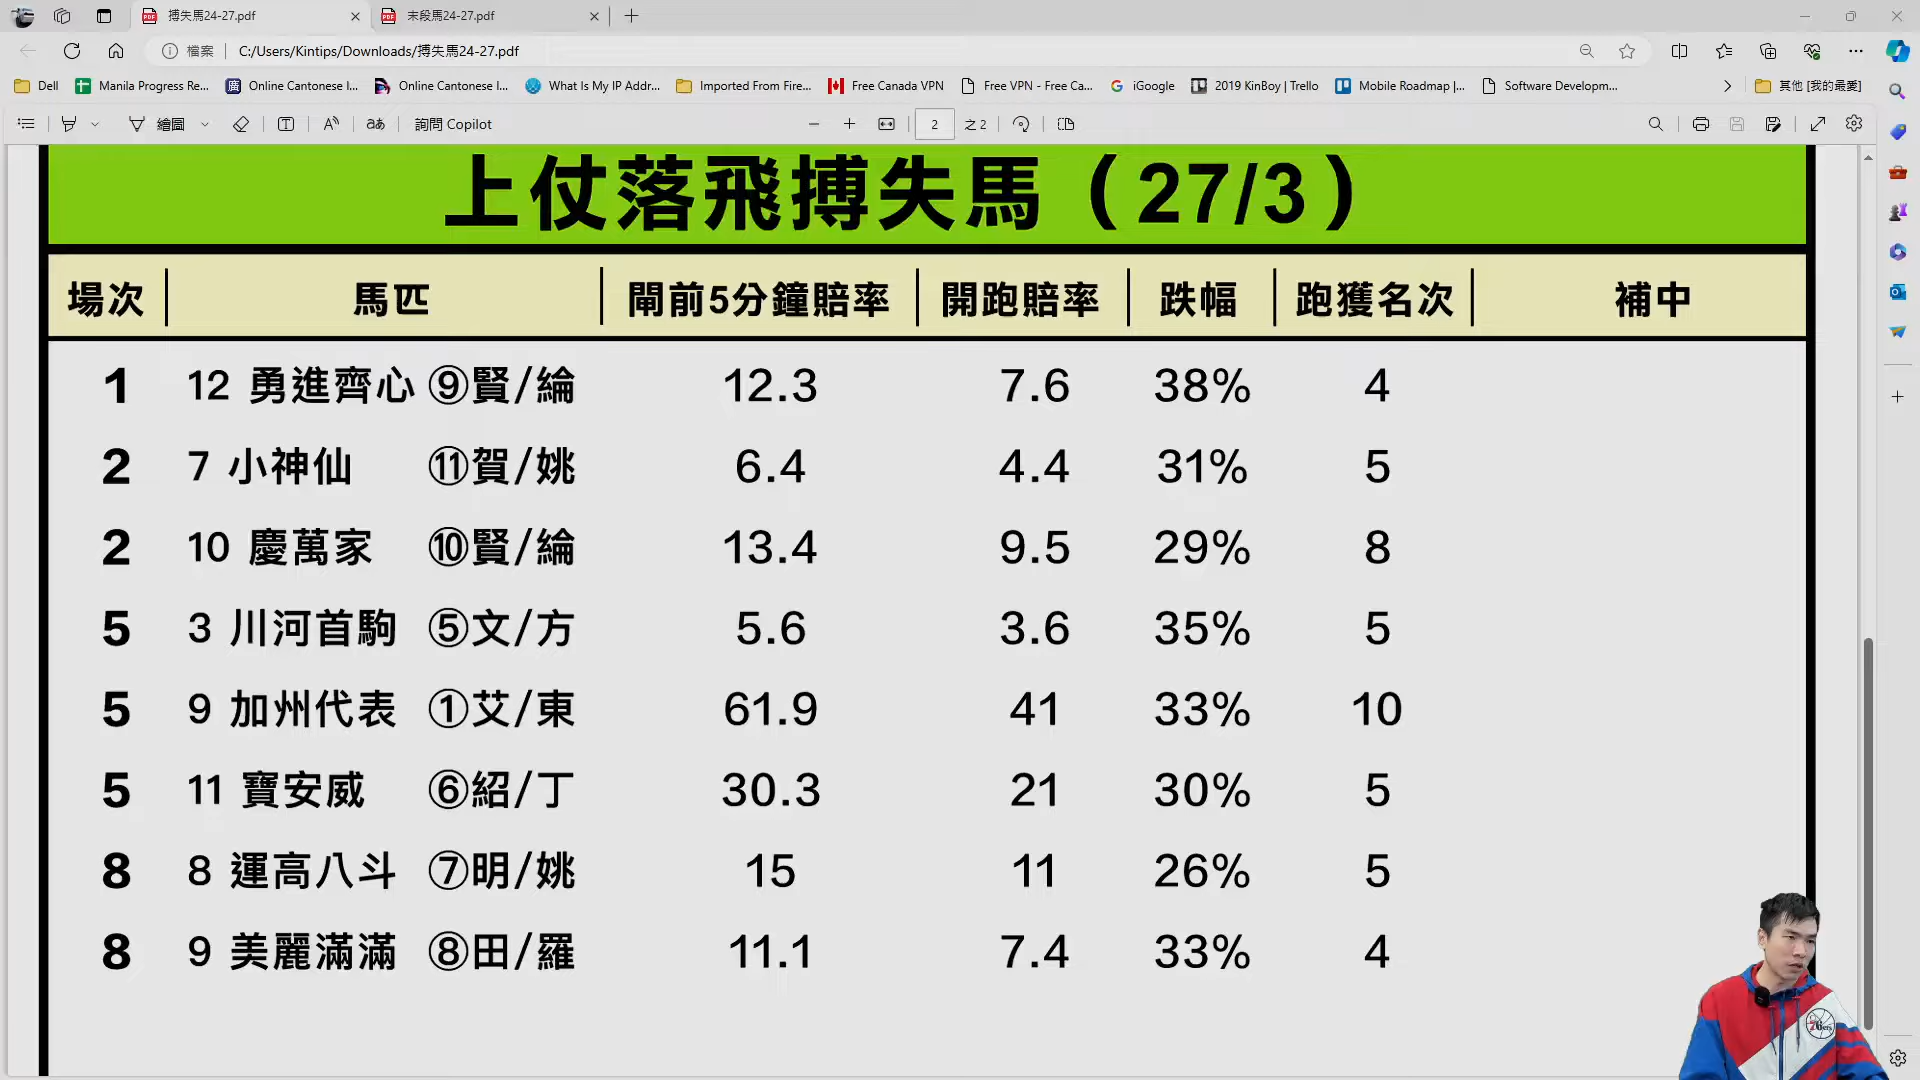 搏失馬24-27.pdf
末段馬24-27.pdf
檔案 C:/Users/Kintips/Downloads/搏失馬24-27.pdf
Dell Manila Progress Re... Online Cantonese I... Online Cantonese I... What Is My IP Addr... Imported From Fire... Free Canada VPN Free VPN - Free Ca... iGoogle 2019 KinBoy | Trello Mobile Roadmap |... Software Developm... 其他 [我的最愛]
繪圖 詢問 Copilot 2 之 2
上仗落飛搏失馬（27/3）
場次 馬匹 閘前5分鐘賠率 開跑賠率 跌幅 跑獲名次 補中
1 12 勇進齊心 ⑨賢/綸 12.3 7.6 38% 4
2 7 小神仙 ⑪賀/姚 6.4 4.4 31% 5
2 10 慶萬家 ⑩賢/綸 13.4 9.5 29% 8
5 3 川河首駒 ⑤文/方 5.6 3.6 35% 5
5 9 加州代表 ①艾/東 61.9 41 33% 10
5 11 寶安威 ⑥紹/丁 30.3 21 30% 5
8 8 運高八斗 ⑦明/姚 15 11 26% 5
8 9 美麗滿滿 ⑧田/羅 11.1 7.4 33% 4